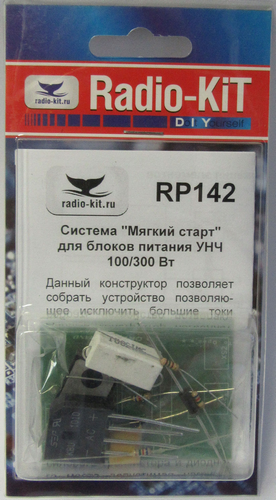 radio-kit.ru
Radio-KiT
DIYourself
radio-kit.ru
RP142
Система "Мягкий старт"
для блоков питания УНЧ
100/300 Вт
Данный конструктор позволяет
собрать устройство позволяю-
щее исключить большие токи